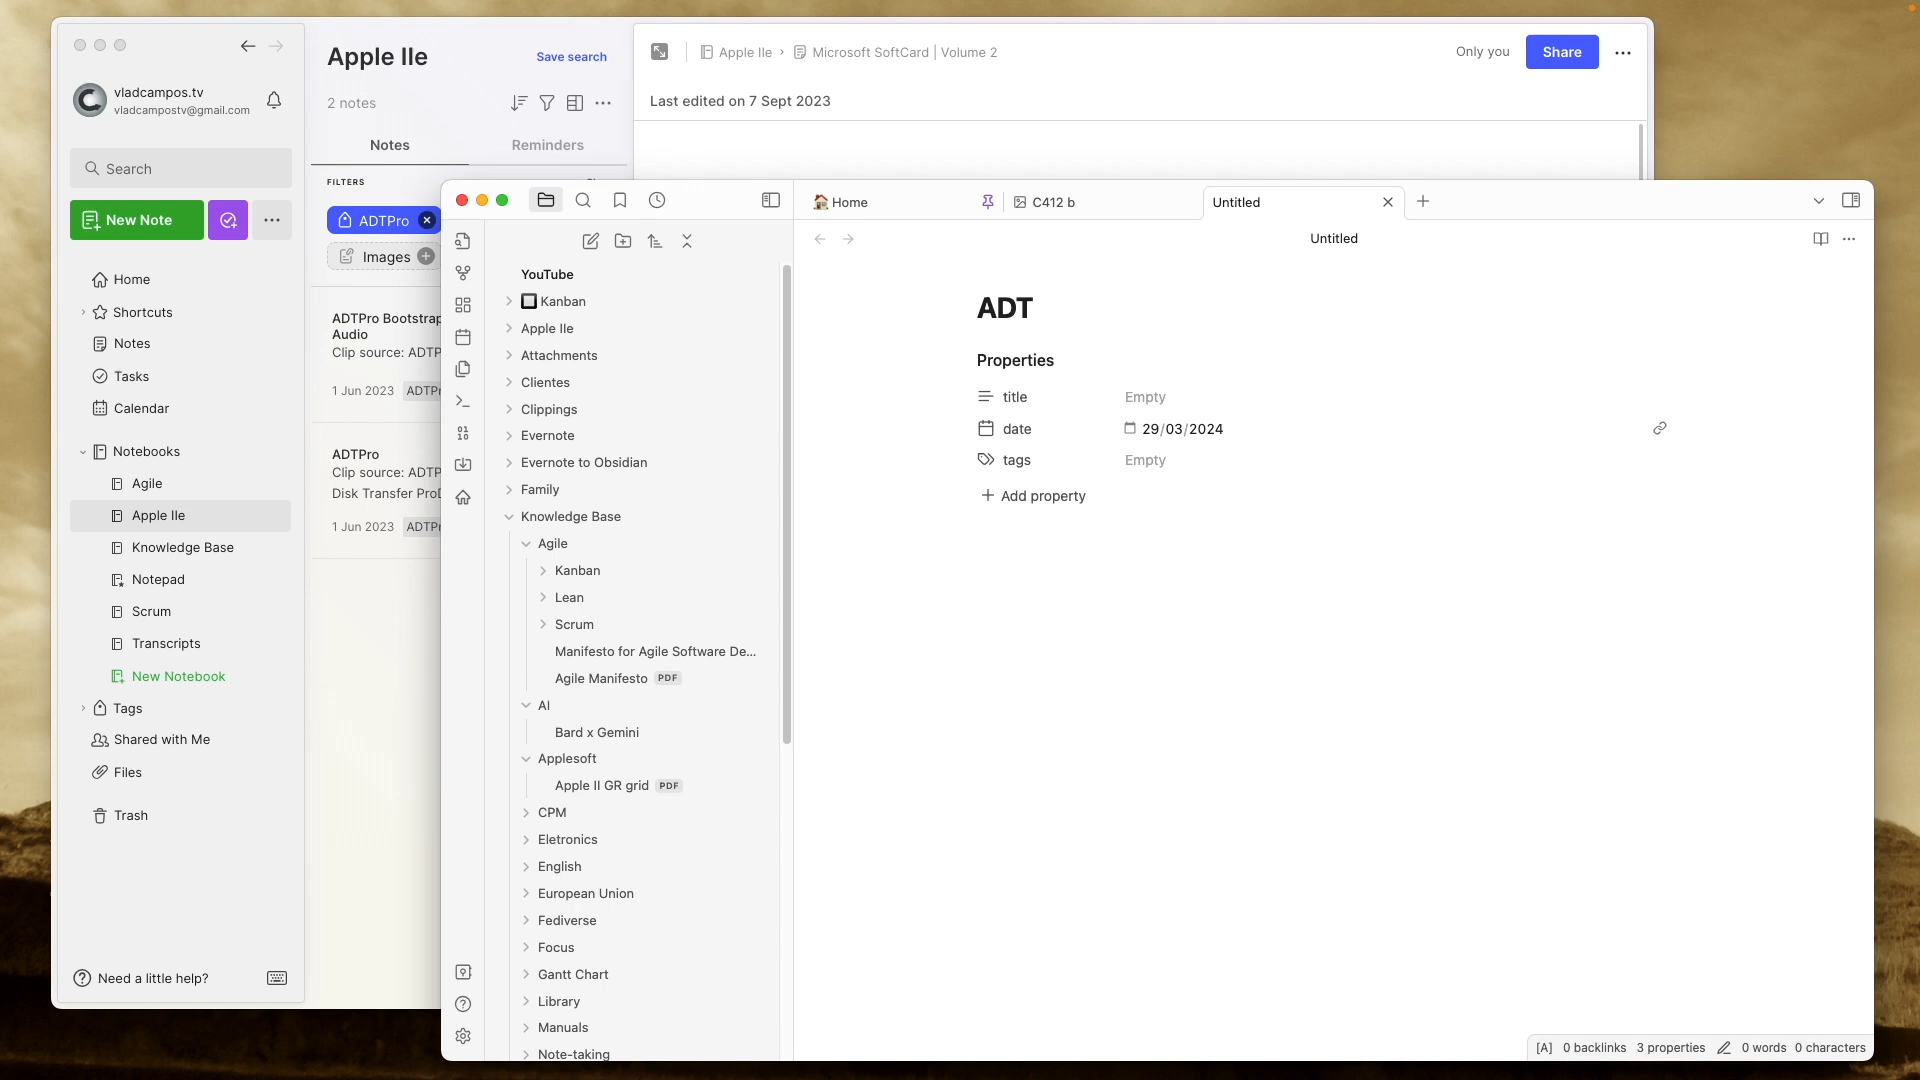 vladcampos.tv
vladcampostv@gmail.com
Search
New Note
Home
Shortcuts
Notes
Tasks
Calendar
Notebooks
Agile
Apple IIe
Knowledge Base
Notepad
Scrum
Transcripts
New Notebook
Tags
Shared with Me
Files
Trash
Need a little help?
Apple IIe
Save search
2 notes
Notes
Reminders
FILTERS
ADTPro
Images
ADTPro Bootstrap
Audio
Clip source: ADTP
1 Jun 2023
ADTPro
Clip source: ADTP
Disk Transfer ProD
1 Jun 2023
Apple IIe › Microsoft SoftCard | Volume 2
Only you
Share
Last edited on 7 Sept 2023
YouTube
Kanban
Apple IIe
Attachments
Clientes
Clippings
Evernote
Evernote to Obsidian
Family
Knowledge Base
Agile
Kanban
Lean
Scrum
Manifesto for Agile Software De...
Agile Manifesto PDF
AI
Bard x Gemini
Applesoft
Apple II GR grid PDF
CPM
Eletronics
English
European Union
Fediverse
Focus
Gantt Chart
Library
Manuals
Note-taking
Home
C412 b
Untitled
Untitled
ADT
Properties
title Empty
date 29/03/2024
tags Empty
Add property
[A] 0 backlinks 3 properties 0 words 0 characters